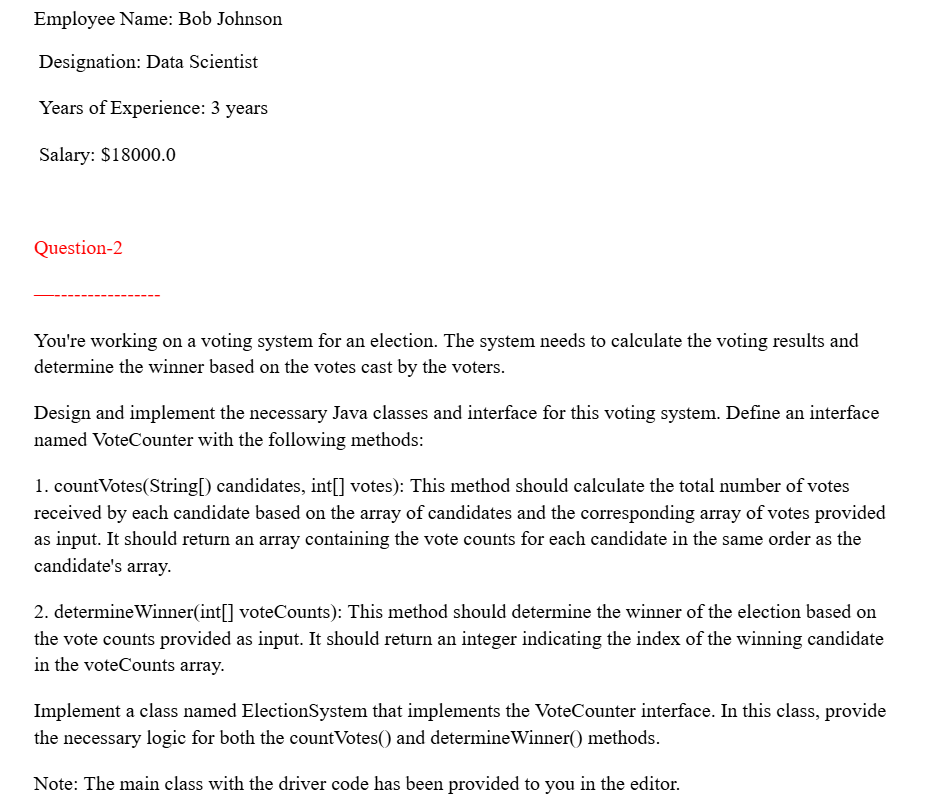 Employee Name: Bob Johnson
Designation: Data Scientist
Years of Experience: 3 years
Salary: $18000.0
Question-2
—----------------
You're working on a voting system for an election. The system needs to calculate the voting results and
determine the winner based on the votes cast by the voters.
Design and implement the necessary Java classes and interface for this voting system. Define an interface
named VoteCounter with the following methods:
1. countVotes(String[) candidates, int[] votes): This method should calculate the total number of votes
received by each candidate based on the array of candidates and the corresponding array of votes provided
as input. It should return an array containing the vote counts for each candidate in the same order as the
candidate's array.
2. determineWinner(int[] voteCounts): This method should determine the winner of the election based on
the vote counts provided as input. It should return an integer indicating the index of the winning candidate
in the voteCounts array.
Implement a class named ElectionSystem that implements the VoteCounter interface. In this class, provide
the necessary logic for both the countVotes() and determineWinner() methods.
Note: The main class with the driver code has been provided to you in the editor.